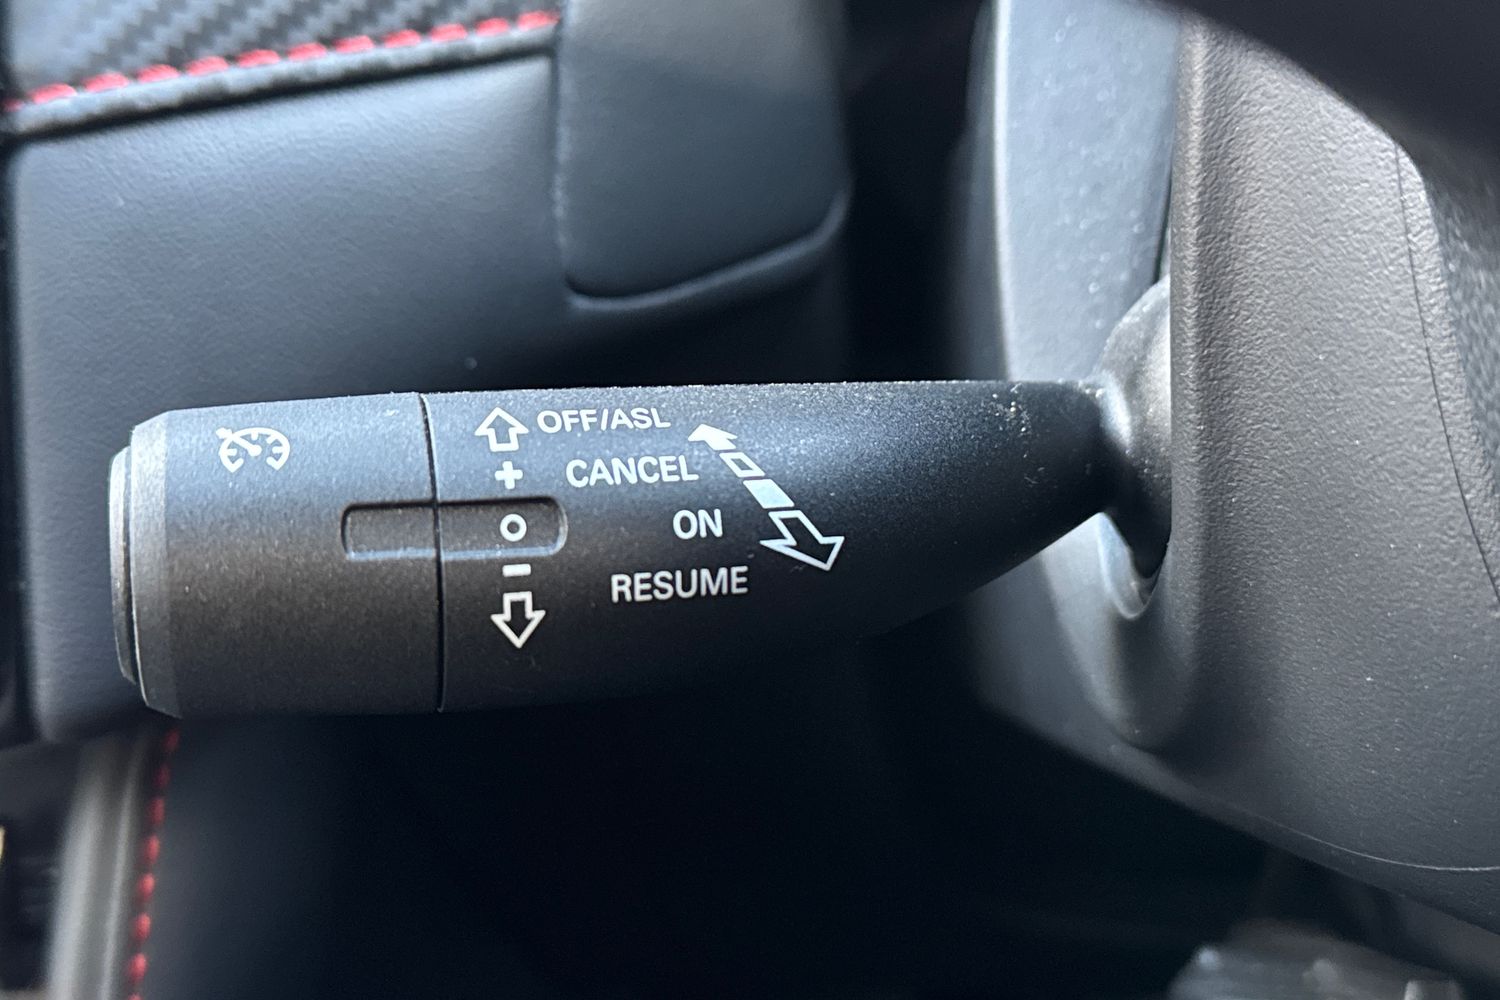 OFF/ASL
+ CANCEL
ON
−
RESUME